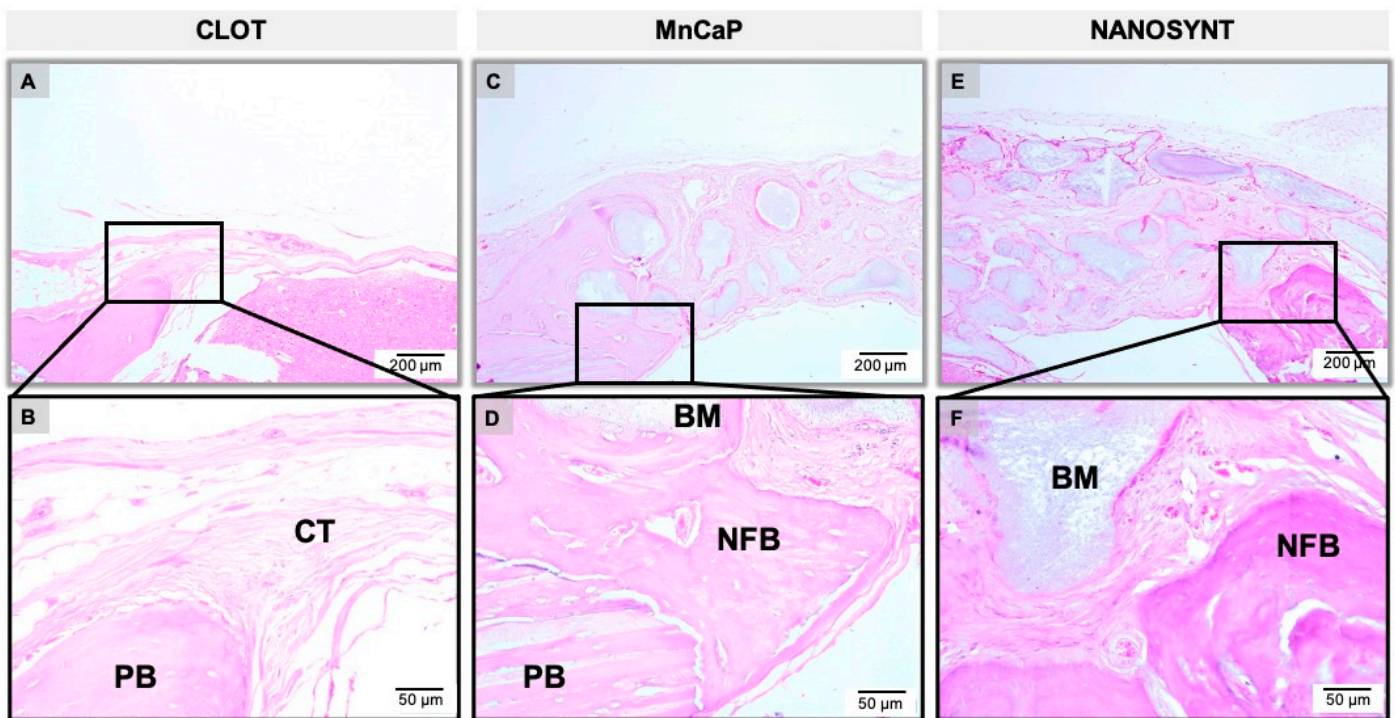 CLOT
MnCaP
NANOSYNT
A
C
E
200 µm
200 µm
200 µm
B
D
F
BM
BM
CT
NFB
NFB
PB
PB
50 µm
50 µm
50 µm